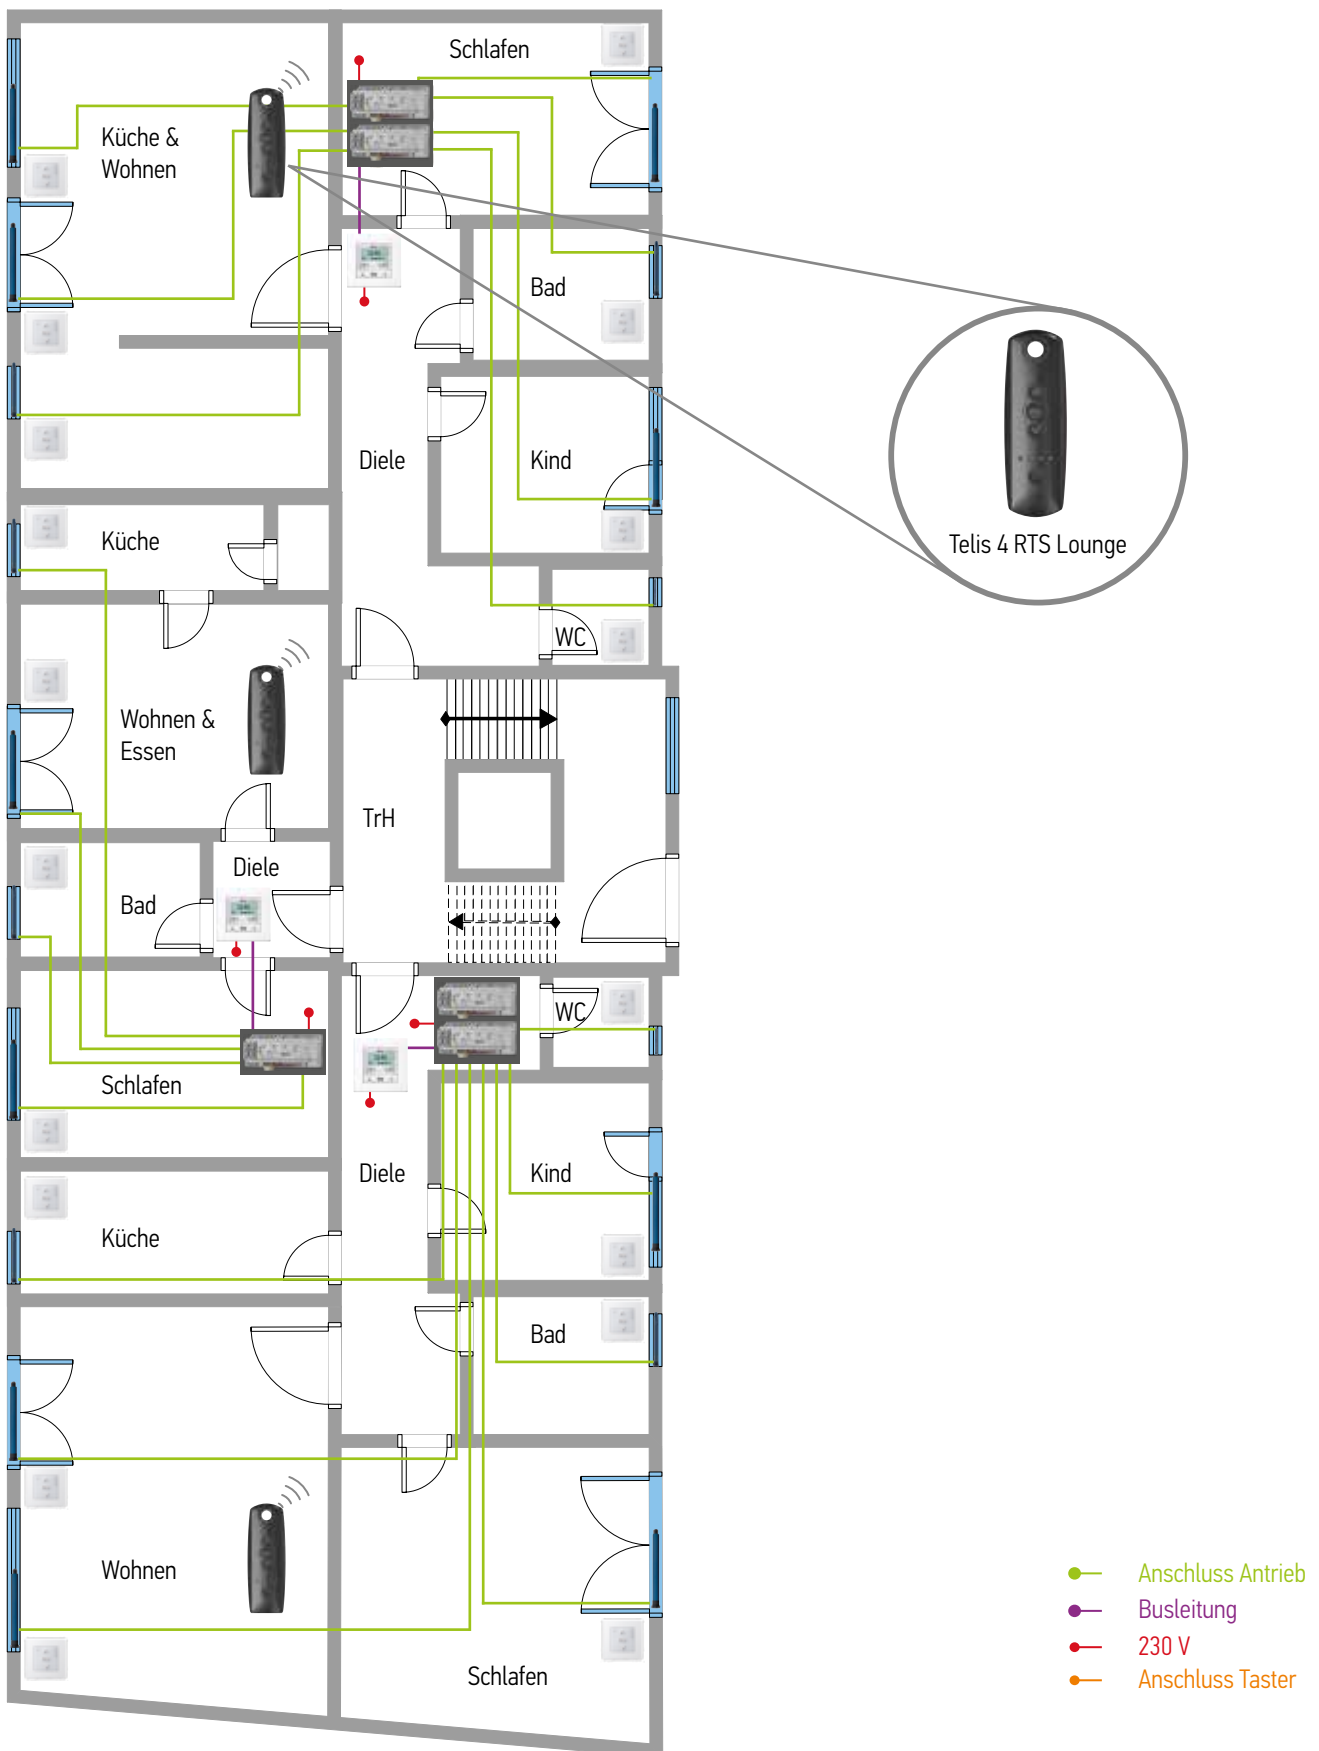 Schlafen
Küche &
Wohnen
Bad
Diele
Kind
Telis 4 RTS Lounge
Küche
WC
Wohnen &
Essen
TrH
Diele
Bad
WC
Schlafen
Diele
Kind
Küche
Bad
Wohnen
Schlafen
Anschluss Antrieb
Busleitung
230 V
Anschluss Taster